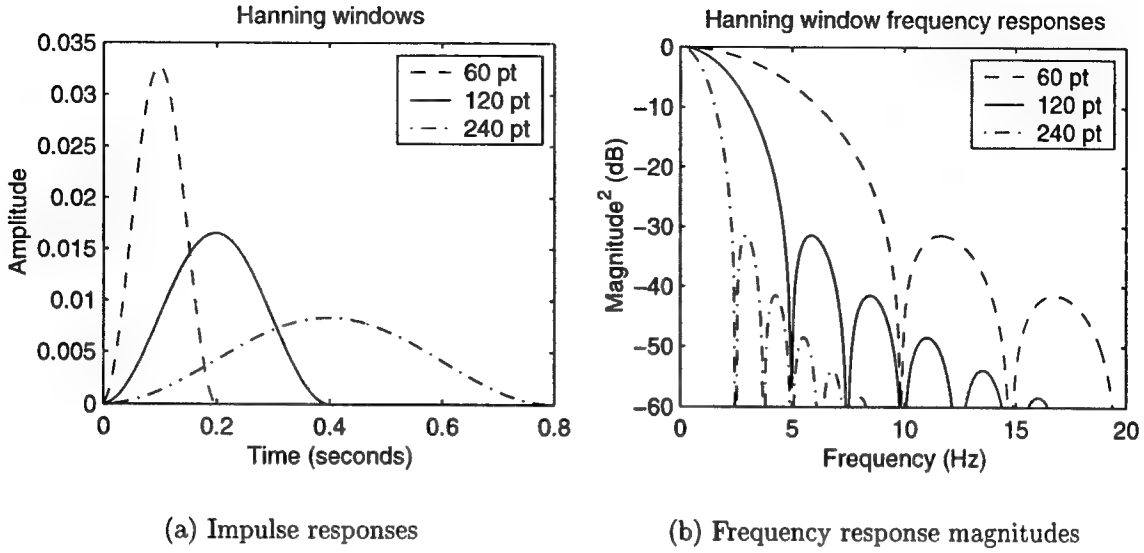 Hanning windows
0.035
0.03
0.025
0.02
0.015
0.01
0.005
0
Amplitude
60 pt
120 pt
240 pt
0
0.2
0.4
0.6
0.8
Time (seconds)
(a) Impulse responses
Hanning window frequency responses
0
−10
−20
−30
−40
−50
−60
Magnitude² (dB)
60 pt
120 pt
240 pt
0
5
10
15
20
Frequency (Hz)
(b) Frequency response magnitudes